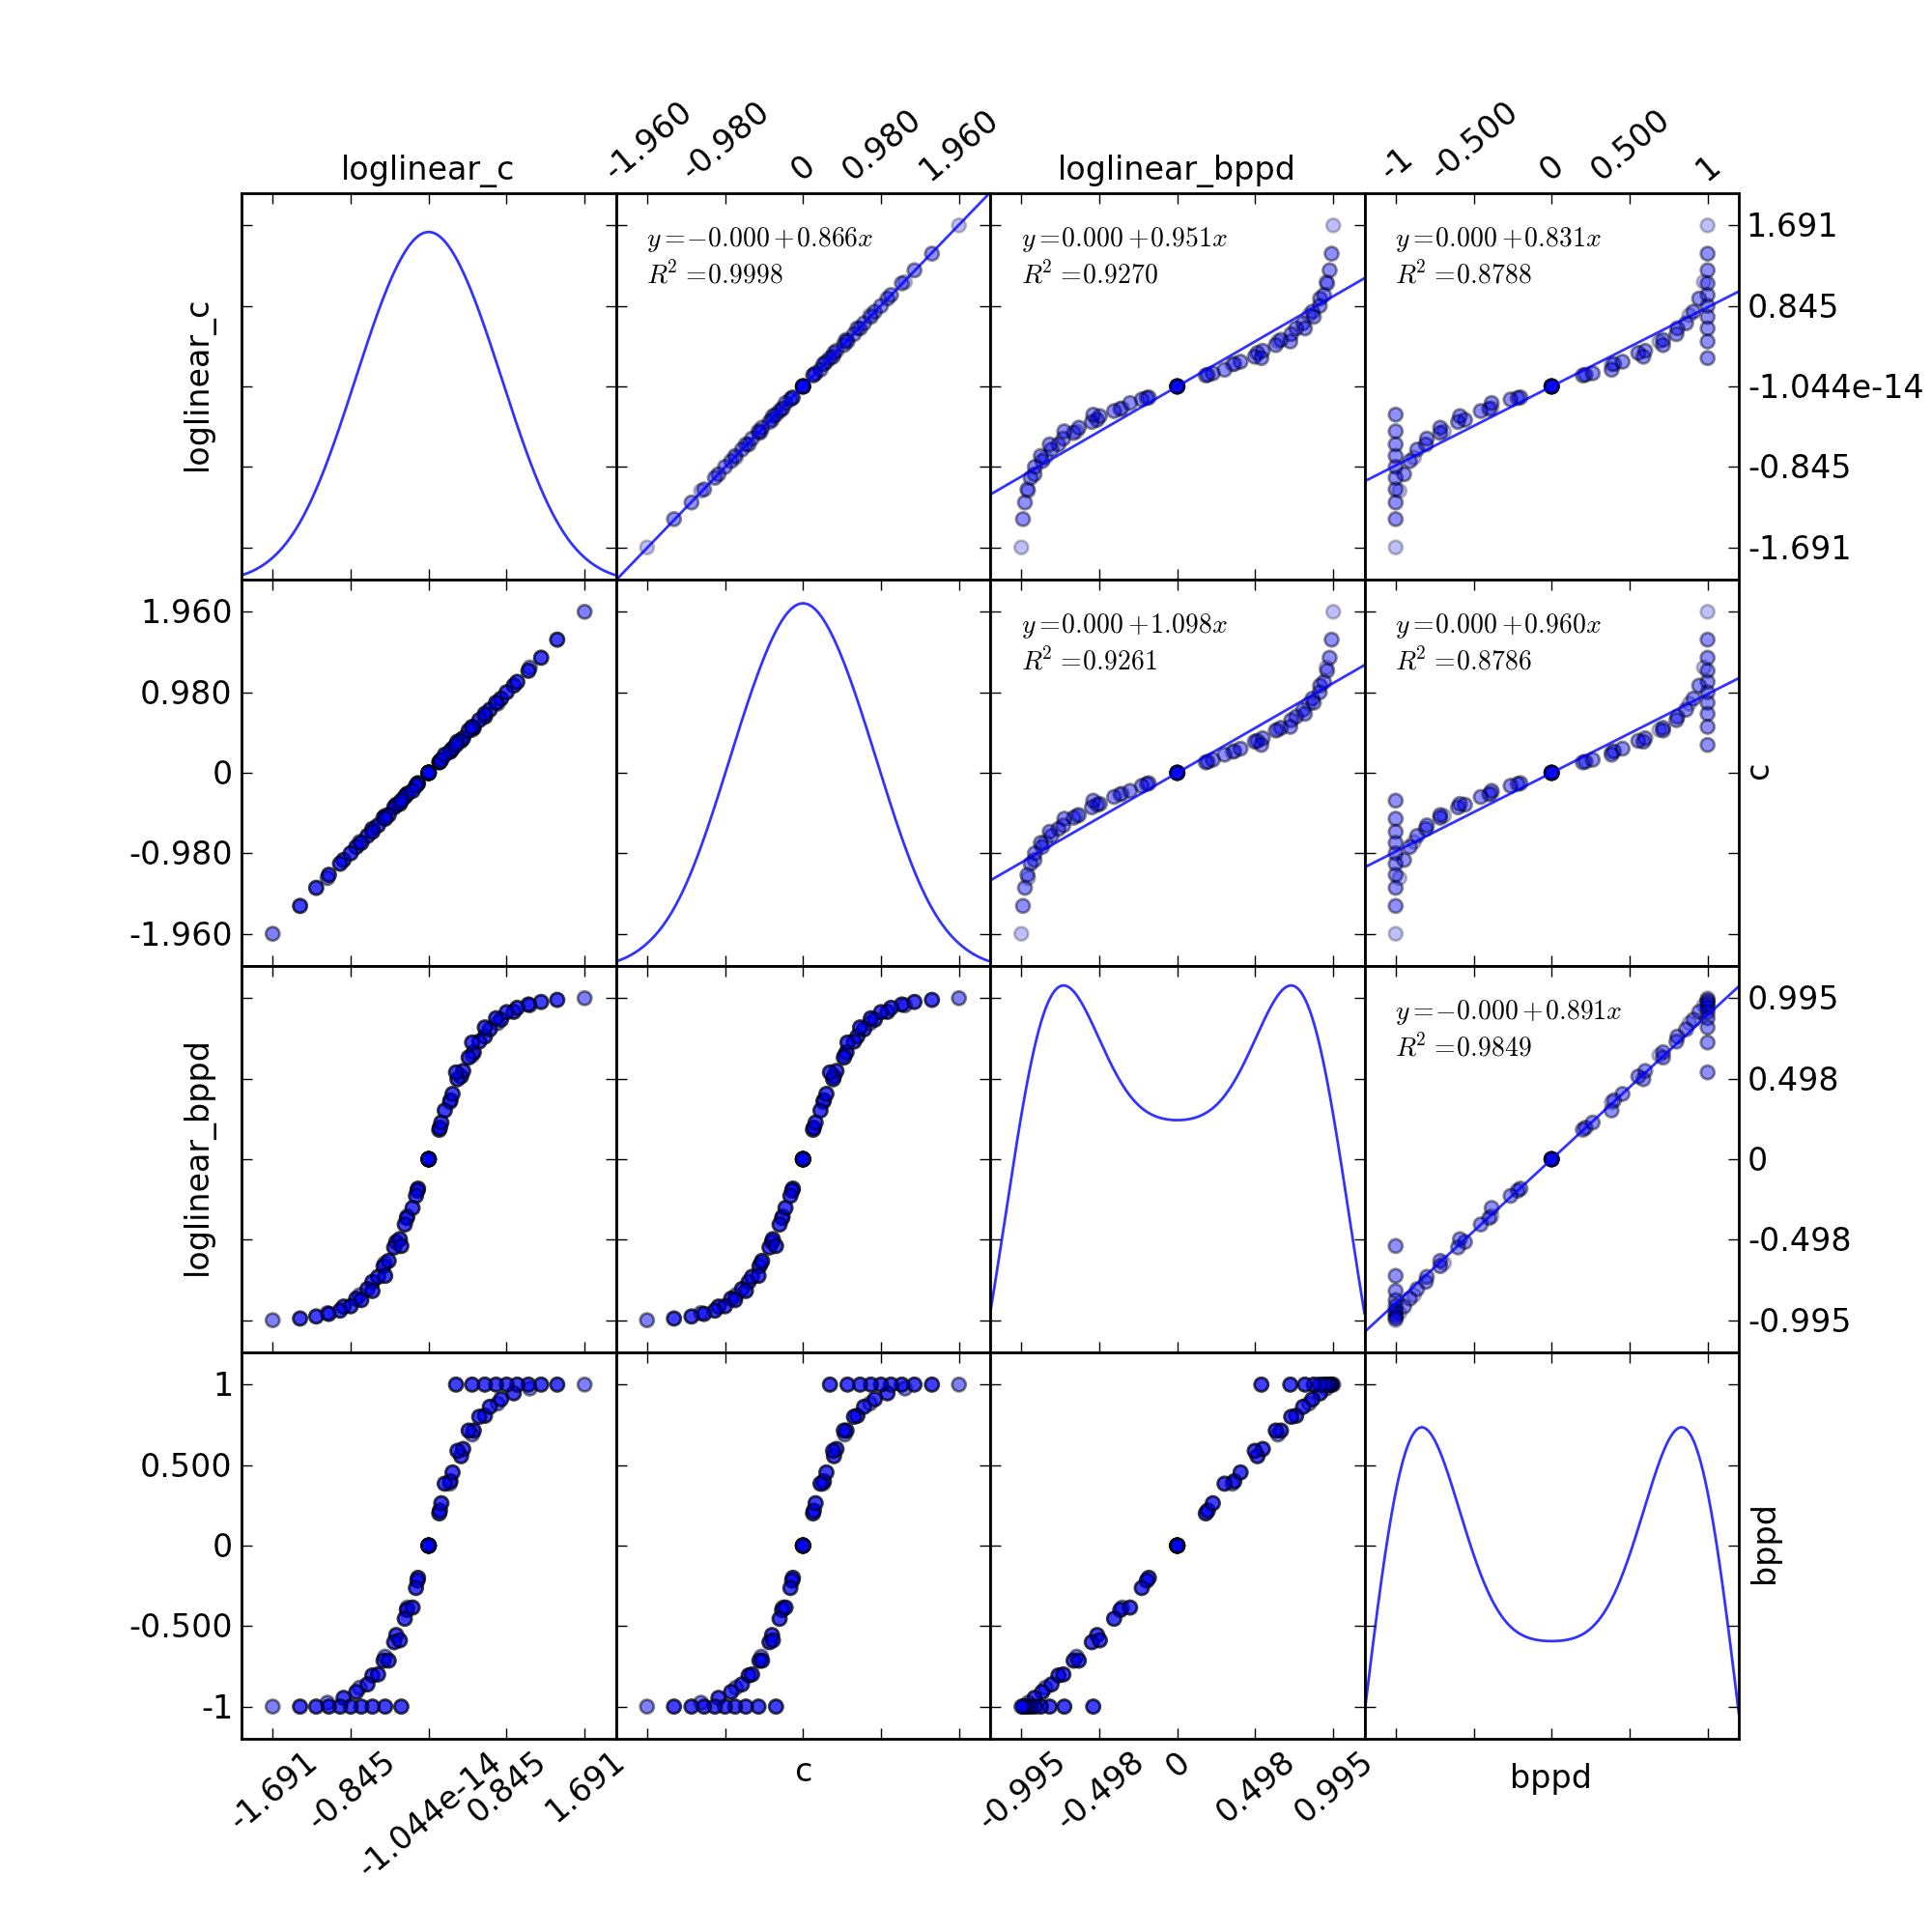 -1.960 -0.980 0 0.980 1.960 -1 -0.500 0 0.500 1
loglinear_c loglinear_bppd
loglinear_c
y=−0.000+0.866x
R² =0.9998
y=0.000+0.951x
R² =0.9270
y=0.000+0.831x
R² =0.8788
1.691
0.845
-1.044e-14
-0.845
-1.691
1.960
0.980
0
-0.980
-1.960
y=0.000+1.098x
R² =0.9261
y=0.000+0.960x
R² =0.8786
c
loglinear_bppd
y=−0.000+0.891x
R² =0.9849
0.995
0.498
0
-0.498
-0.995
1
0.500
0
-0.500
-1
bppd
-1.691 -0.845 -1.044e-14 0.845 1.691
c
-0.995 -0.498 0 0.498 0.995
bppd